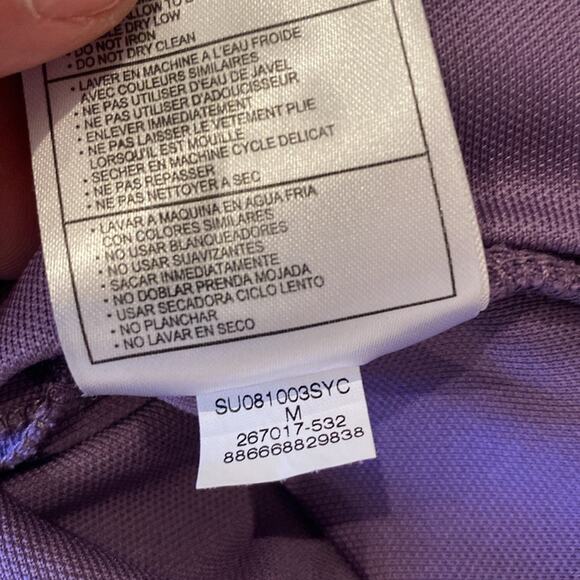 DRY LOW
• DO NOT IRON
• DO NOT DRY CLEAN
• LAVER EN MACHINE A L'EAU FROIDE
AVEC COULEURS SIMILAIRES
• NE PAS UTILISER D'EAU DE JAVEL
• NE PAS UTILISER D'ADOUCISSEUR
• ENLEVER IMMEDIATEMENT
• NE PAS LAISSER LE VETEMENT PLIE
LORSQU'IL EST MOUILLE
• SECHER EN MACHINE CYCLE DELICAT
• NE PAS REPASSER
• NE PAS NETTOYER A SEC
• LAVAR A MAQUINA EN AGUA FRIA
CON COLORES SIMILARES
• NO USAR BLANQUEADORES
• NO USAR SUAVIZANTES
• SACAR INMEDIATAMENTE
• NO DOBLAR PRENDA MOJADA
• USAR SECADORA CICLO LENTO
• NO PLANCHAR
• NO LAVAR EN SECO
SU081003SYC
M
267017-532
886668829838